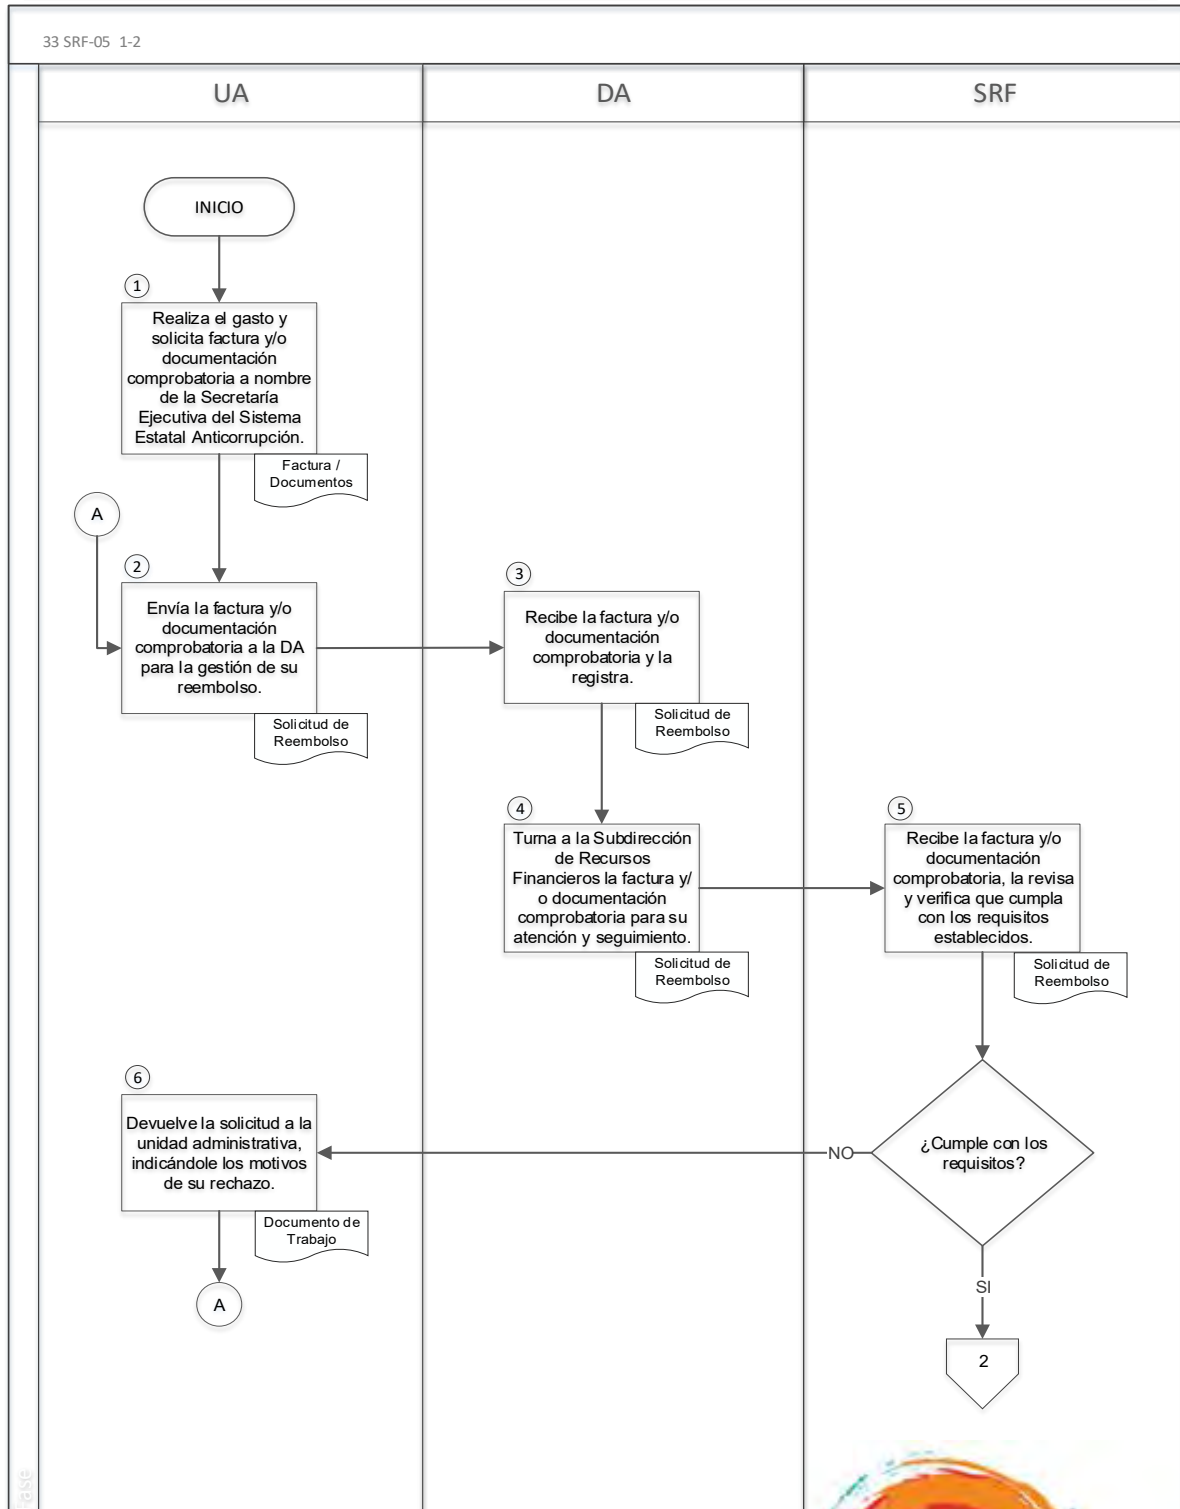 33 SRF-05 1-2
UA
DA
SRF
INICIO
1
Realiza el gasto y
solicita factura y/o
documentación
comprobatoria a nombre
de la Secretaría
Ejecutiva del Sistema
Estatal Anticorrupción.
Factura /
Documentos
A
2
Envía la factura y/o
documentación
comprobatoria a la DA
para la gestión de su
reembolso.
Solicitud de
Reembolso
3
Recibe la factura y/o
documentación
comprobatoria y la
registra.
Solicitud de
Reembolso
4
Turna a la Subdirección
de Recursos
Financieros la factura y/
o documentación
comprobatoria para su
atención y seguimiento.
Solicitud de
Reembolso
5
Recibe la factura y/o
documentación
comprobatoria, la revisa
y verifica que cumpla
con los requisitos
establecidos.
Solicitud de
Reembolso
6
Devuelve la solicitud a la
unidad administrativa,
indicándole los motivos
de su rechazo.
Documento de
Trabajo
A
NO
¿Cumple con los
requisitos?
SI
2
Fase